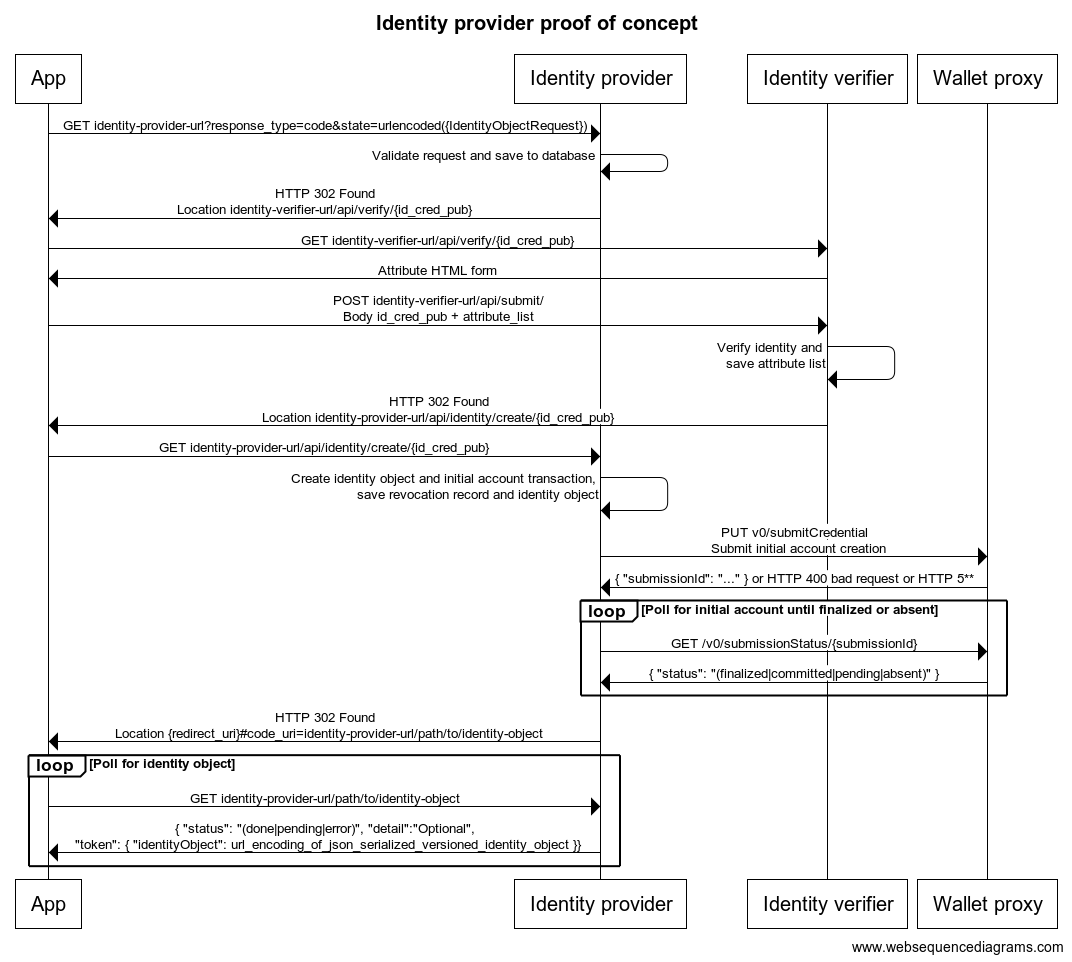 Identity provider proof of concept
App
Identity provider
Identity verifier
Wallet proxy
GET identity-provider-url?response_type=code&state=urlencoded({IdentityObjectRequest})
Validate request and save to database
HTTP 302 Found
Location identity-verifier-url/api/verify/{id_cred_pub}
GET identity-verifier-url/api/verify/{id_cred_pub}
Attribute HTML form
POST identity-verifier-url/api/submit/
Body id_cred_pub + attribute_list
Verify identity and
save attribute list
HTTP 302 Found
Location identity-provider-url/api/identity/create/{id_cred_pub}
GET identity-provider-url/api/identity/create/{id_cred_pub}
Create identity object and initial account transaction,
save revocation record and identity object
PUT v0/submitCredential
Submit initial account creation
{ "submissionId": "..." } or HTTP 400 bad request or HTTP 5**
loop [Poll for initial account until finalized or absent]
GET /v0/submissionStatus/{submissionId}
{ "status": "(finalized|committed|pending|absent)" }
HTTP 302 Found
Location {redirect_uri}#code_uri=identity-provider-url/path/to/identity-object
loop [Poll for identity object]
GET identity-provider-url/path/to/identity-object
{ "status": "(done|pending|error)", "detail":"Optional",
"token": { "identityObject": url_encoding_of_json_serialized_versioned_identity_object }}
App
Identity provider
Identity verifier
Wallet proxy
www.websequencediagrams.com